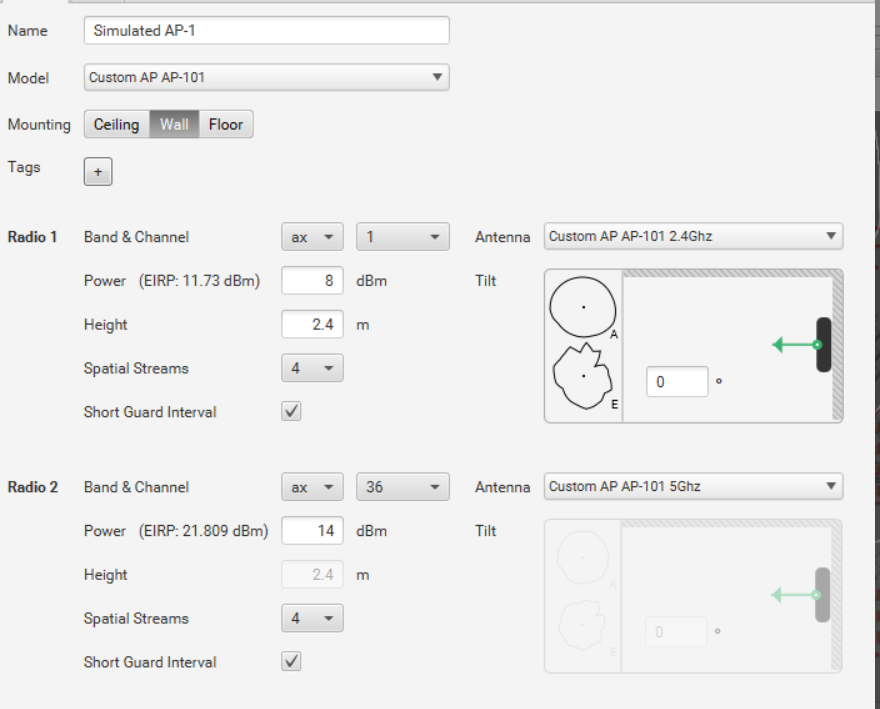 Name Simulated AP-1
Model Custom AP AP-101
Mounting Ceiling Wall Floor
Tags +
Radio 1 Band & Channel ax 1 Antenna Custom AP AP-101 2.4Ghz
Power (EIRP: 11.73 dBm) 8 dBm Tilt
A
Height 2.4 m
Spatial Streams 4 0 °
E
Short Guard Interval
Radio 2 Band & Channel ax 36 Antenna Custom AP AP-101 5Ghz
Power (EIRP: 21.809 dBm) 14 dBm Tilt
A
Height 2.4 m
Spatial Streams 4 0 °
E
Short Guard Interval